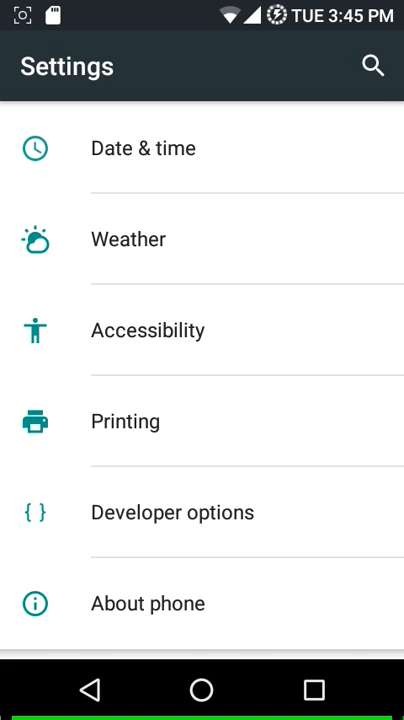 TUE 3:45 PM
Settings
Date & time
Weather
Accessibility
Printing
{ } Developer options
About phone